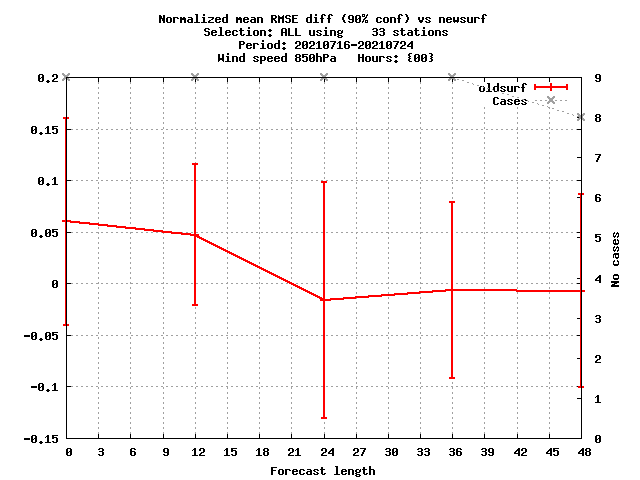 Normalized mean RMSE diff (90% conf) vs newsurf
Selection: ALL using    33 stations
Period: 20210716-20210724
Wind speed 850hPa   Hours: {00}
oldsurf
Cases
0.2
0.15
0.1
0.05
0
-0.05
-0.1
-0.15
9
8
7
6
5
4
3
2
1
0
No cases
0 3 6 9 12 15 18 21 24 27 30 33 36 39 42 45 48
Forecast length